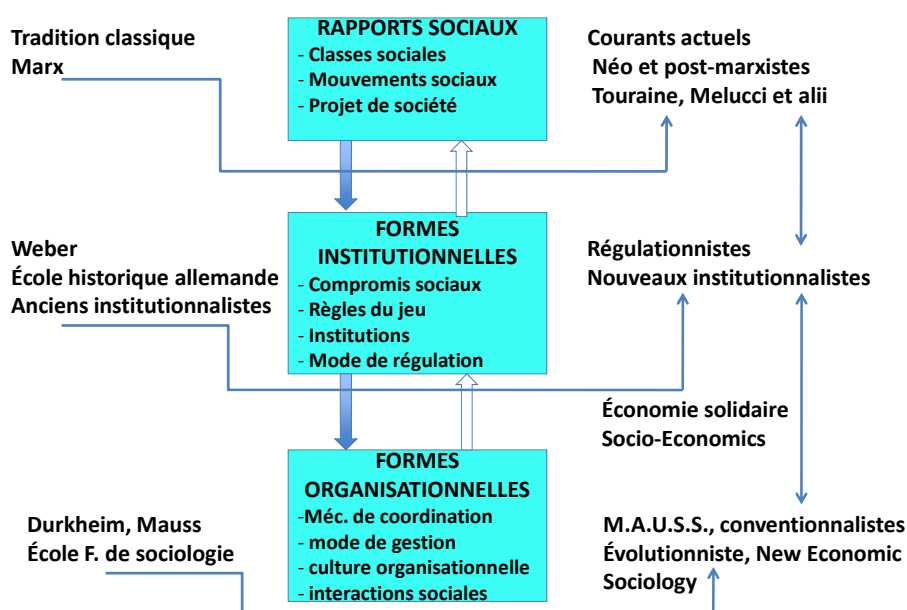 Tradition classique
Marx
RAPPORTS SOCIAUX
- Classes sociales
- Mouvements sociaux
- Projet de société
Courants actuels
Néo et post-marxistes
Touraine, Melucci et alii
Weber
École historique allemande
Anciens institutionnalistes
FORMES
INSTITUTIONNELLES
- Compromis sociaux
- Règles du jeu
- Institutions
- Mode de régulation
Régulationnistes
Nouveaux institutionnalistes
Économie solidaire
Socio-Economics
Durkheim, Mauss
École F. de sociologie
FORMES
ORGANISATIONNELLES
-Méc. de coordination
- mode de gestion
- culture organisationnelle
- interactions sociales
M.A.U.S.S., conventionnalistes
Évolutionniste, New Economic
Sociology